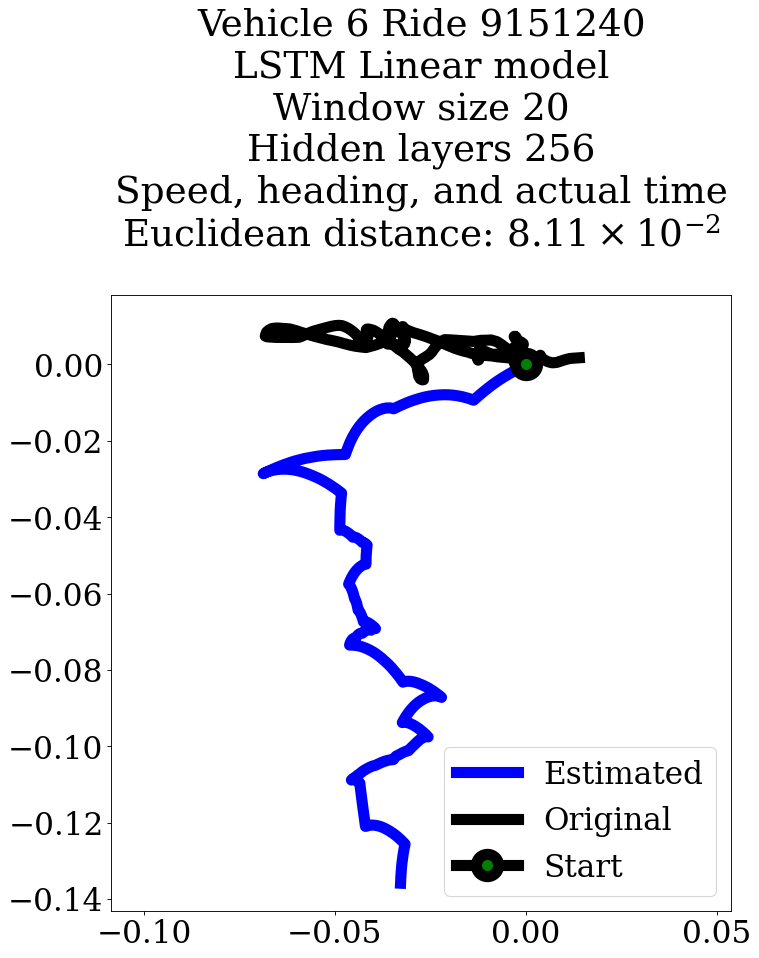 Vehicle 6 Ride 9151240
LSTM Linear model
Window size 20
Hidden layers 256
Speed, heading, and actual time
Euclidean distance: 8.11 × 10⁻²
0.00
−0.02
−0.04
−0.06
−0.08
−0.10
−0.12
−0.14
Estimated
Original
Start
−0.10
−0.05
0.00
0.05